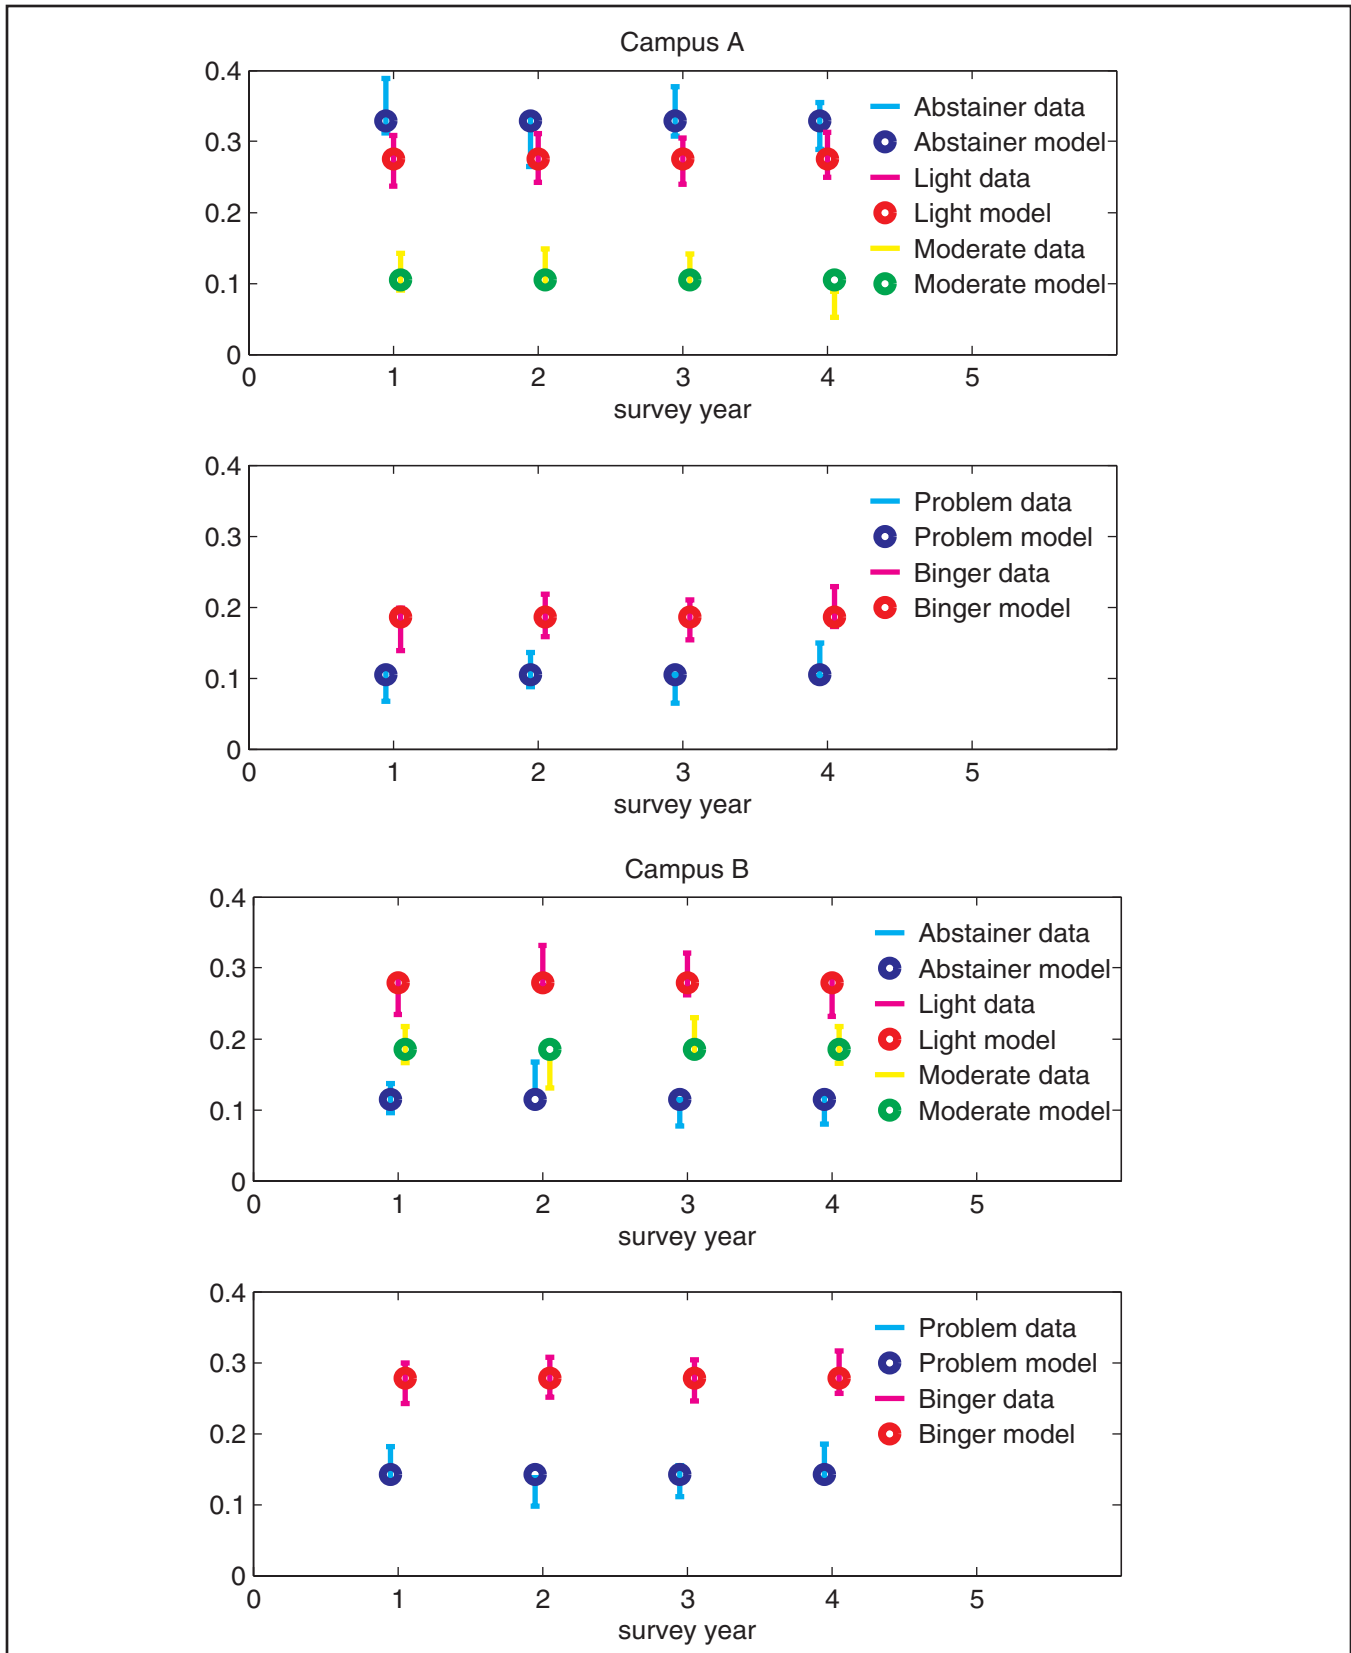 Campus A
0.4
0.3
0.2
0.1
0
Abstainer data
Abstainer model
Light data
Light model
Moderate data
Moderate model
0 1 2 3 4 5
survey year
0.4
0.3
0.2
0.1
0
Problem data
Problem model
Binger data
Binger model
0 1 2 3 4 5
survey year
Campus B
0.4
0.3
0.2
0.1
0
Abstainer data
Abstainer model
Light data
Light model
Moderate data
Moderate model
0 1 2 3 4 5
survey year
0.4
0.3
0.2
0.1
0
Problem data
Problem model
Binger data
Binger model
0 1 2 3 4 5
survey year